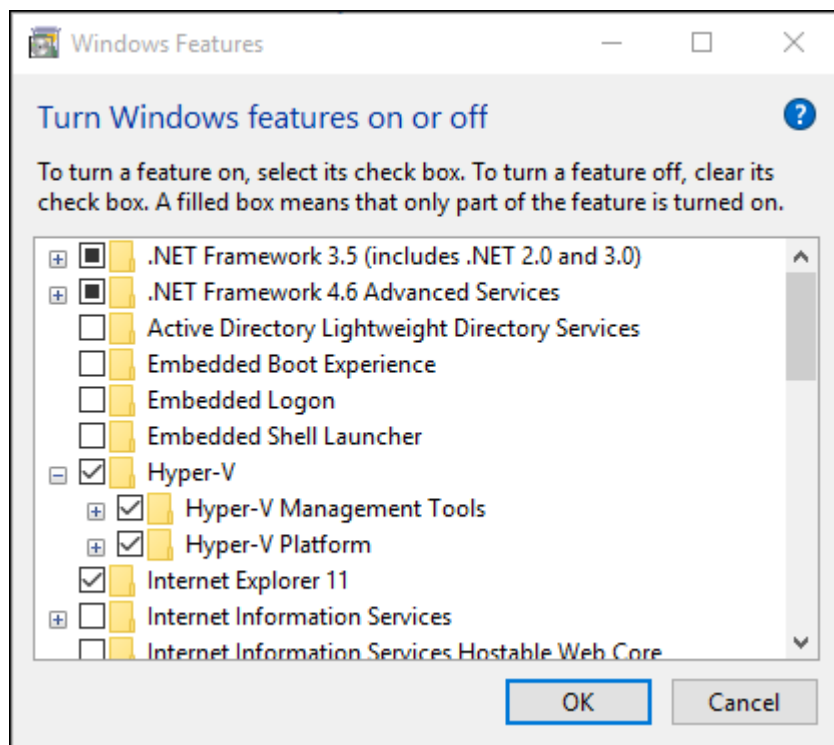 Windows Features
Turn Windows features on or off
To turn a feature on, select its check box. To turn a feature off, clear its
check box. A filled box means that only part of the feature is turned on.
.NET Framework 3.5 (includes .NET 2.0 and 3.0)
.NET Framework 4.6 Advanced Services
Active Directory Lightweight Directory Services
Embedded Boot Experience
Embedded Logon
Embedded Shell Launcher
Hyper-V
Hyper-V Management Tools
Hyper-V Platform
Internet Explorer 11
Internet Information Services
Internet Information Services Hostable Web Core
OK Cancel